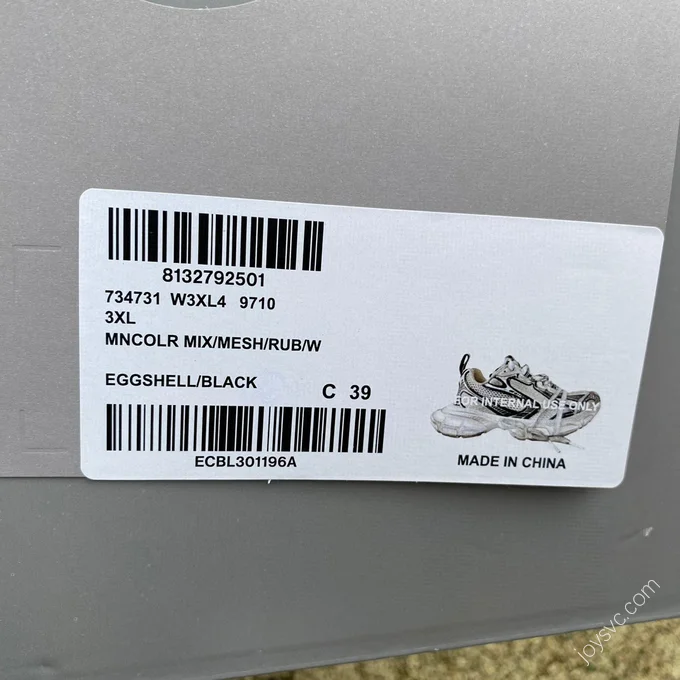 8132792501
734731 W3XL4 9710
3XL
MNCOLR MIX/MESH/RUB/W
EGGSHELL/BLACK
C 39
FOR INTERNAL USE ONLY
ECBL301196A
MADE IN CHINA
joysvc.com